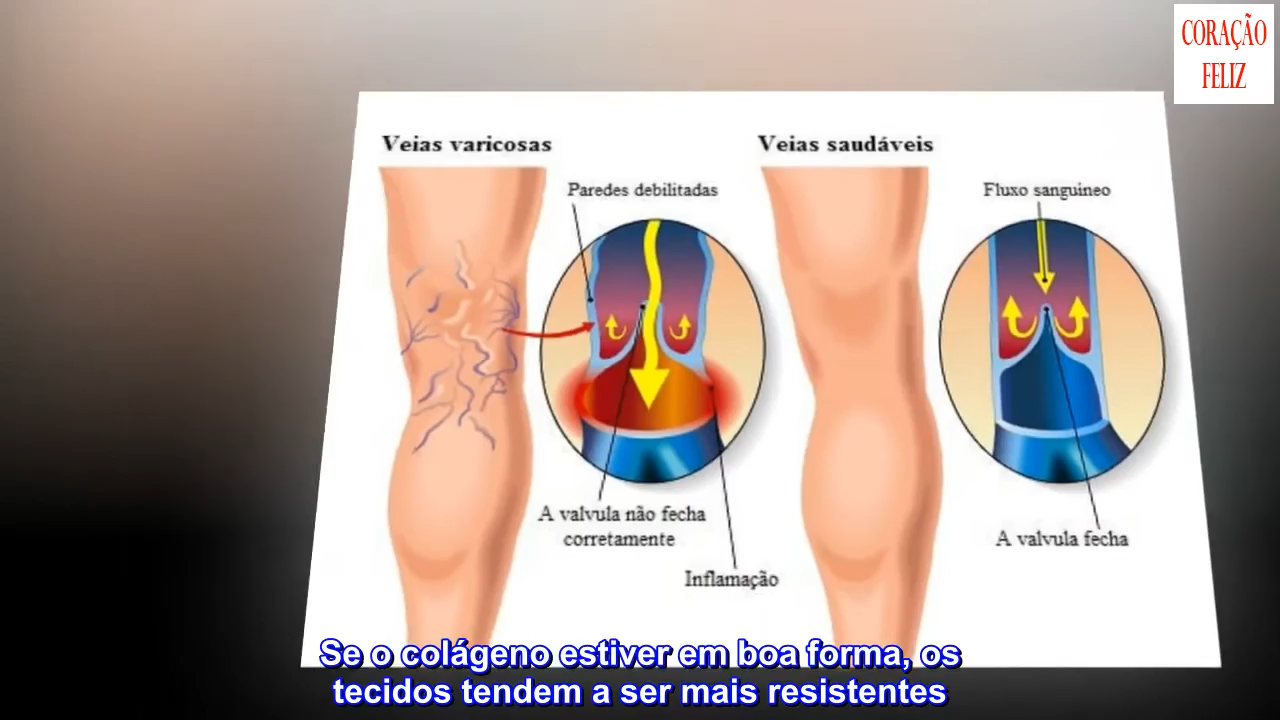 CORAÇÃO
FELIZ
Veias varicosas
Veias saudáveis
Paredes debilitadas
Fluxo sanguíneo
A valvula não fecha
corretamente
A valvula fecha
Inflamação
Se o colágeno estiver em boa forma, os
tecidos tendem a ser mais resistentes